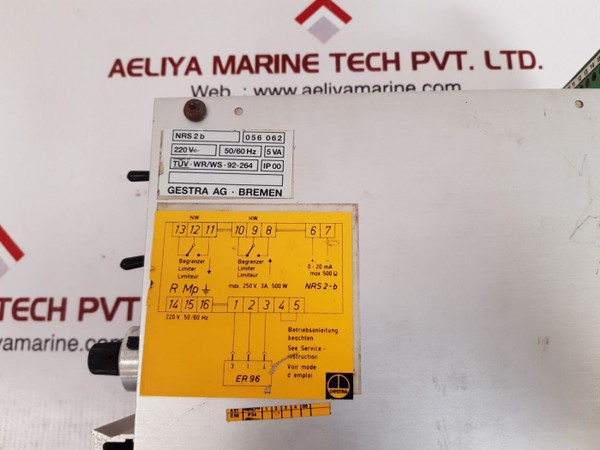 AELIYA MARINE TECH PVT. LTD.
Web : www.aeliyamarine.com
NRS 2 b 056 062
220 V~ 50/60 Hz 5 VA
TÜV · WR/WS · 92-264 IP 00
GESTRA AG · BREMEN
NW HW
13 12 11 10 9 8 6 7
Begrenzer Begrenzer + -
Limiter Limiter 0 - 20 mA
Limiteur Limiteur max. 500 Ω
R Mp max. 250 V 3A, 500 W NRS 2-b
14 15 16 1 2 3 4 5
220 V 50/60 Hz
Betriebsanleitung
beachten
See Service-
instruction
3 1 4
Voir mode
d'emploi
ER 96
GESTRA